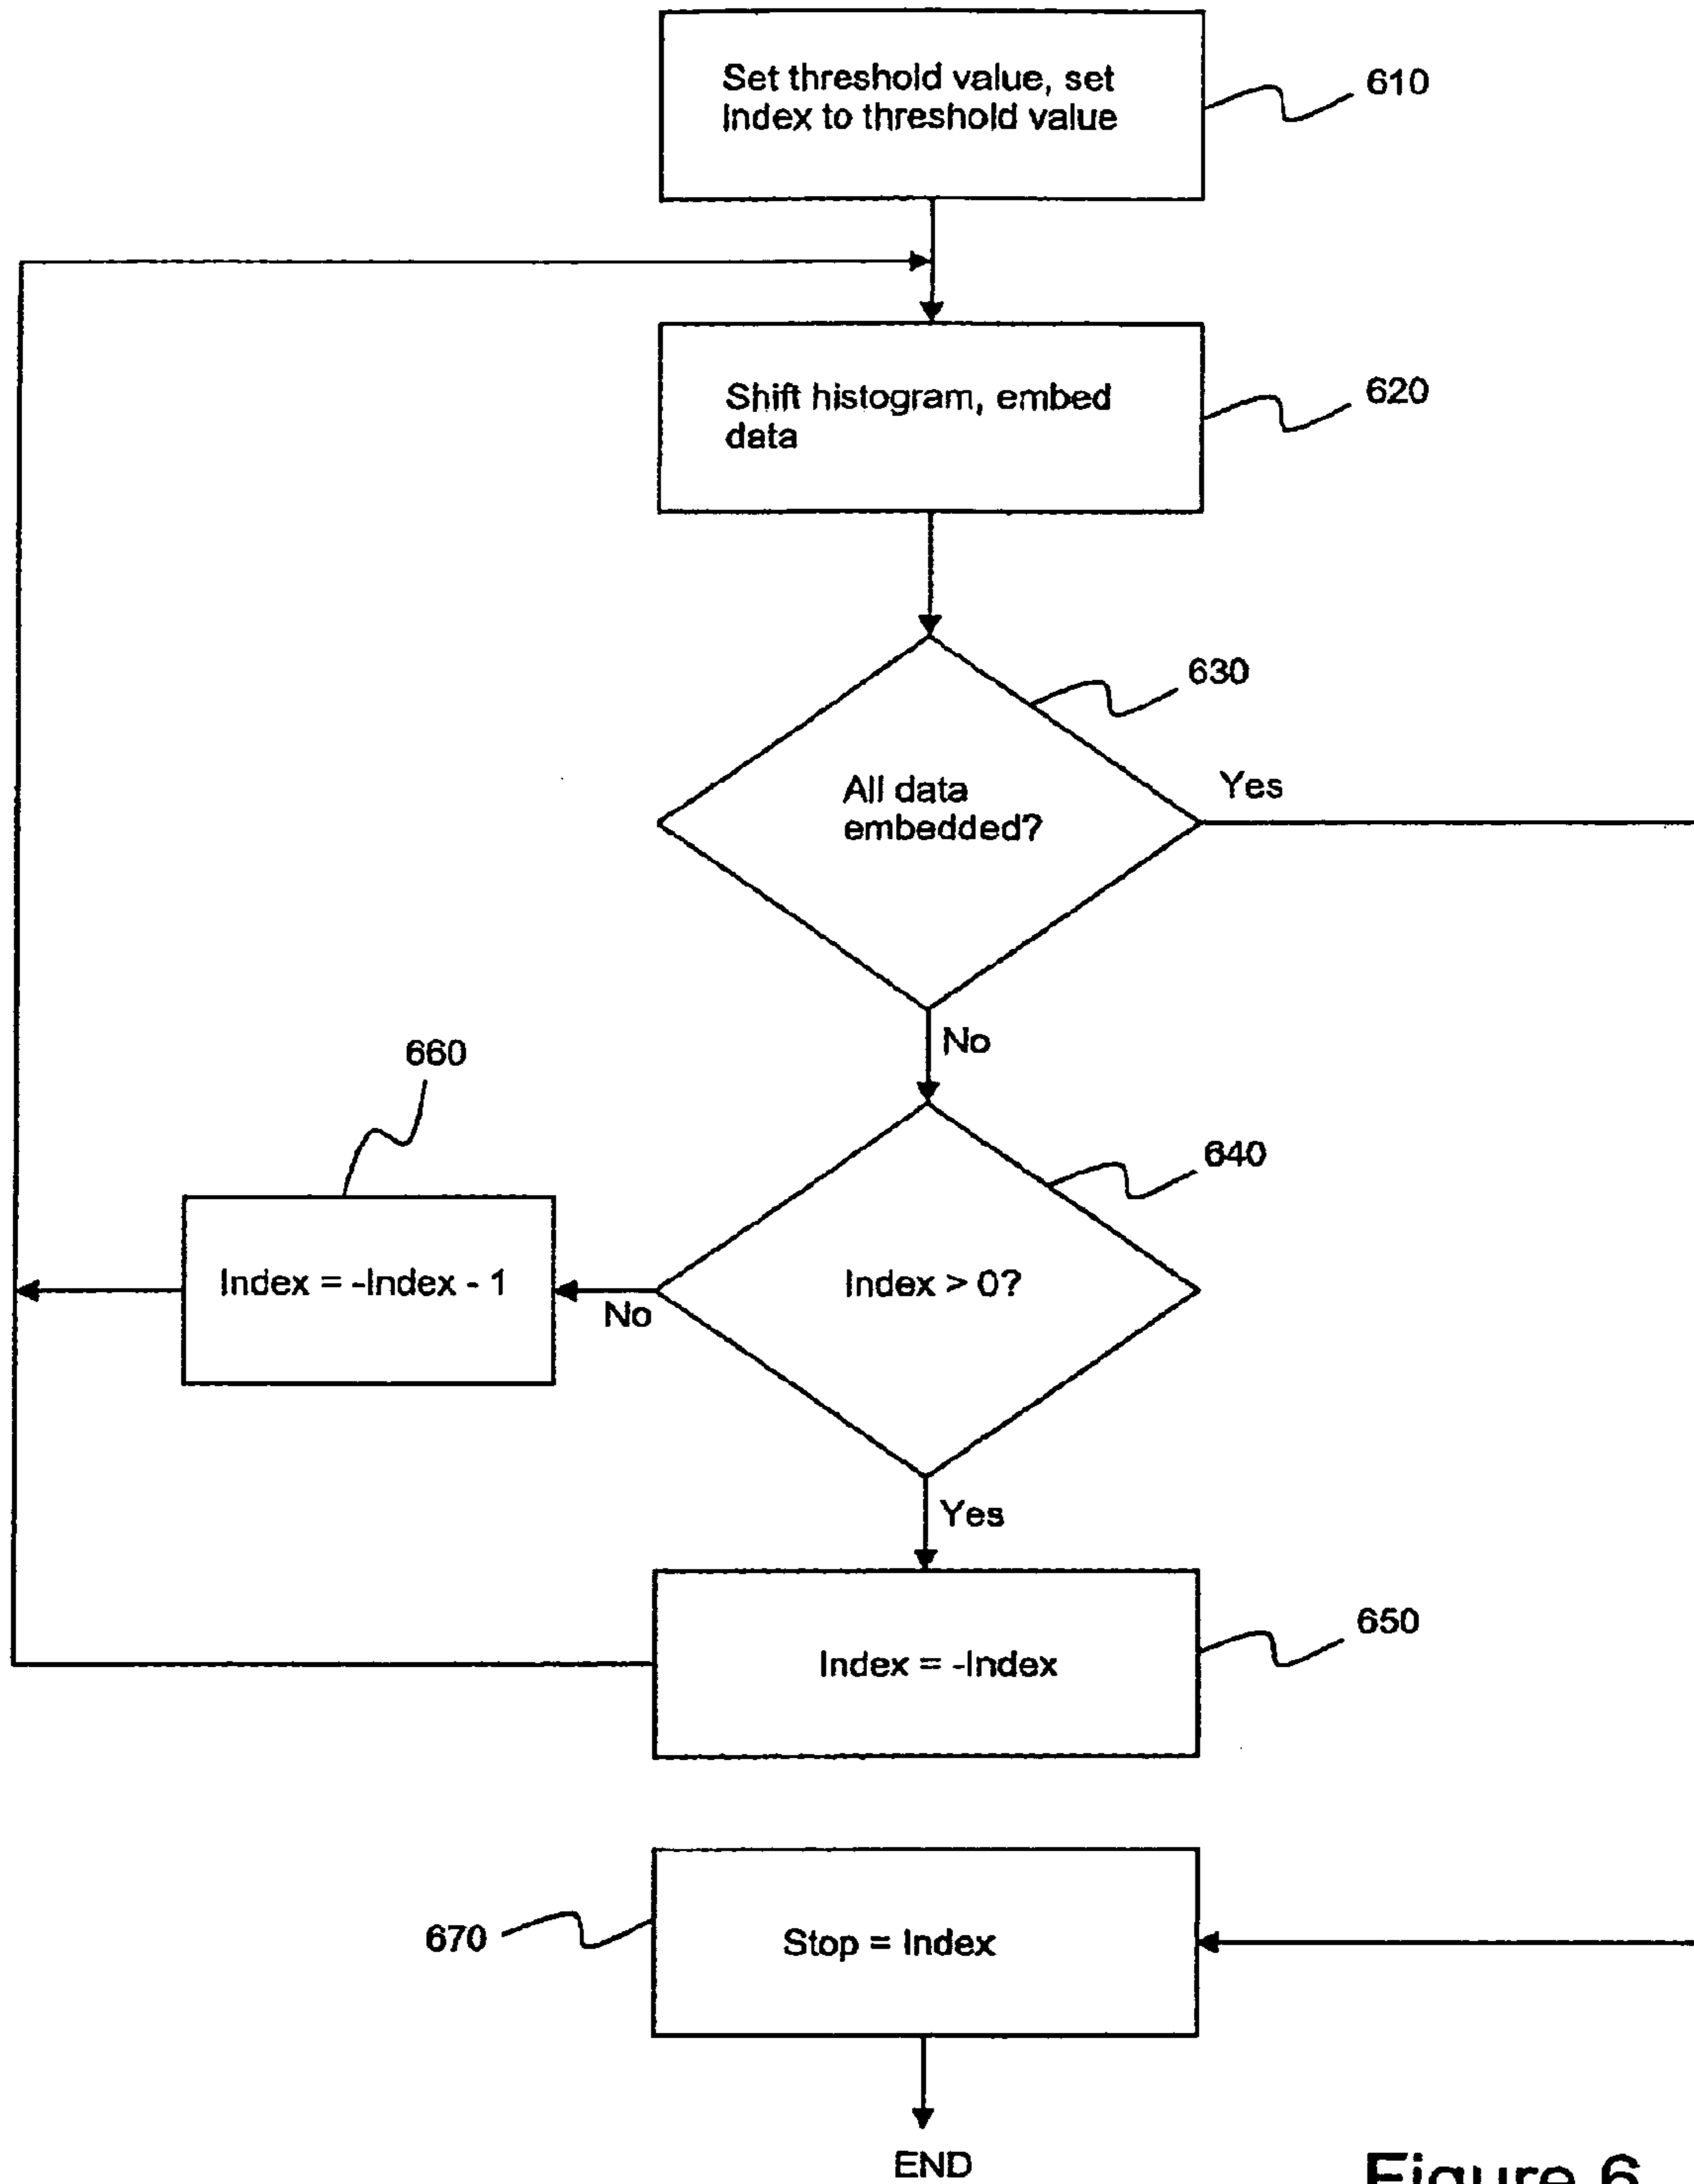 Set threshold value, set
Index to threshold value
610
Shift histogram, embed
data
620
630
All data
embedded?
Yes
No
660
640
Index = -Index - 1
No
Index > 0?
Yes
650
Index = -Index
670
Stop = Index
END
Figure 6